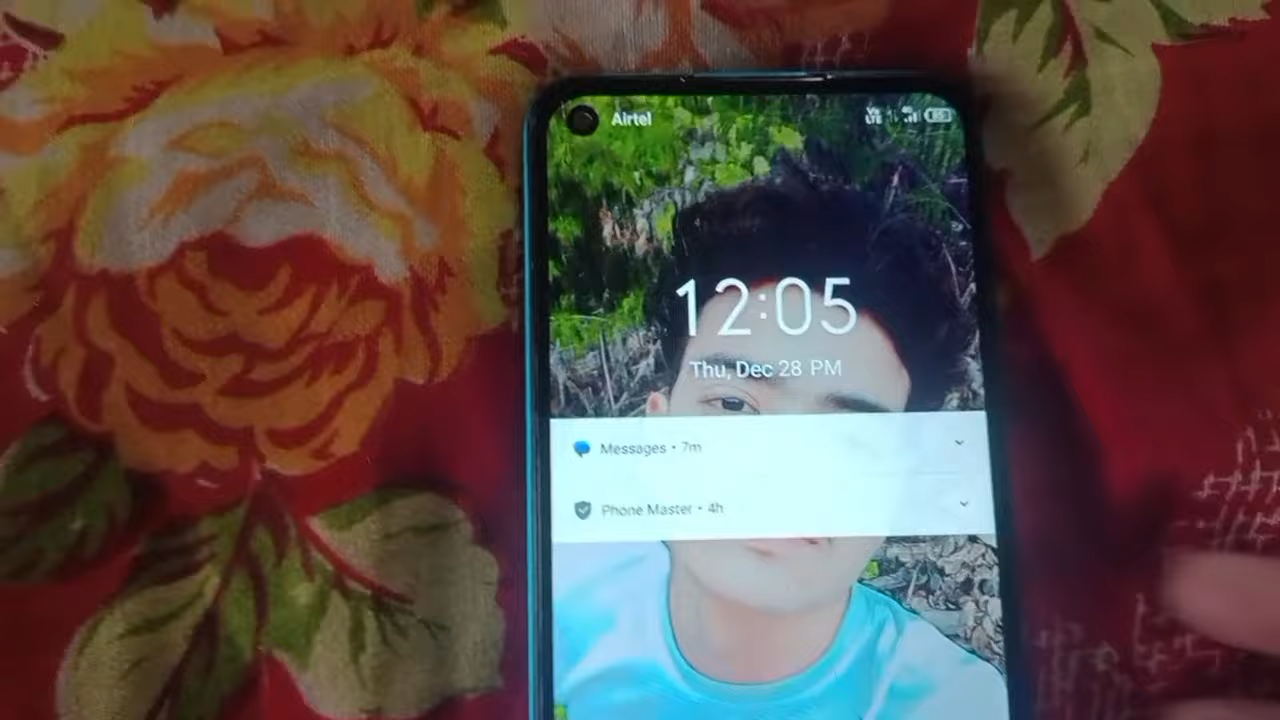 Airtel
12:05
Thu, Dec 28 PM
Messages • 7m
Phone Master • 4h